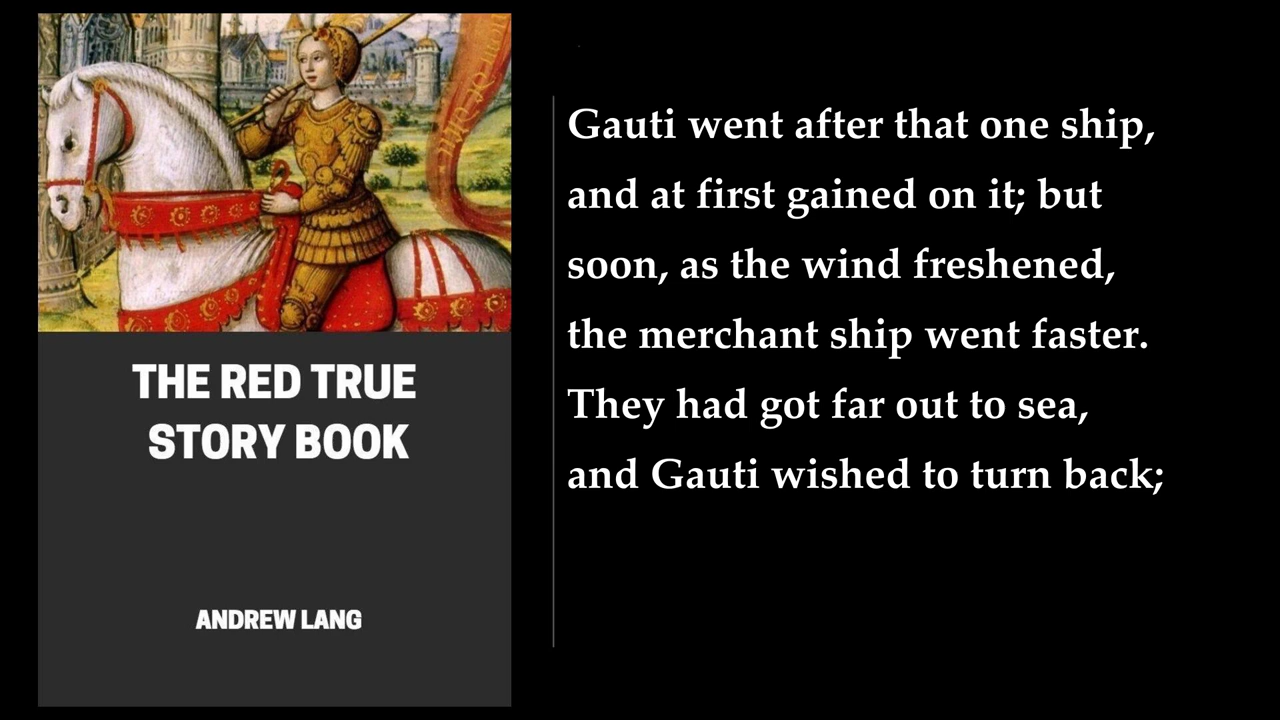 THE RED TRUE
STORY BOOK
ANDREW LANG
Gauti went after that one ship,
and at first gained on it; but
soon, as the wind freshened,
the merchant ship went faster.
They had got far out to sea,
and Gauti wished to turn back;